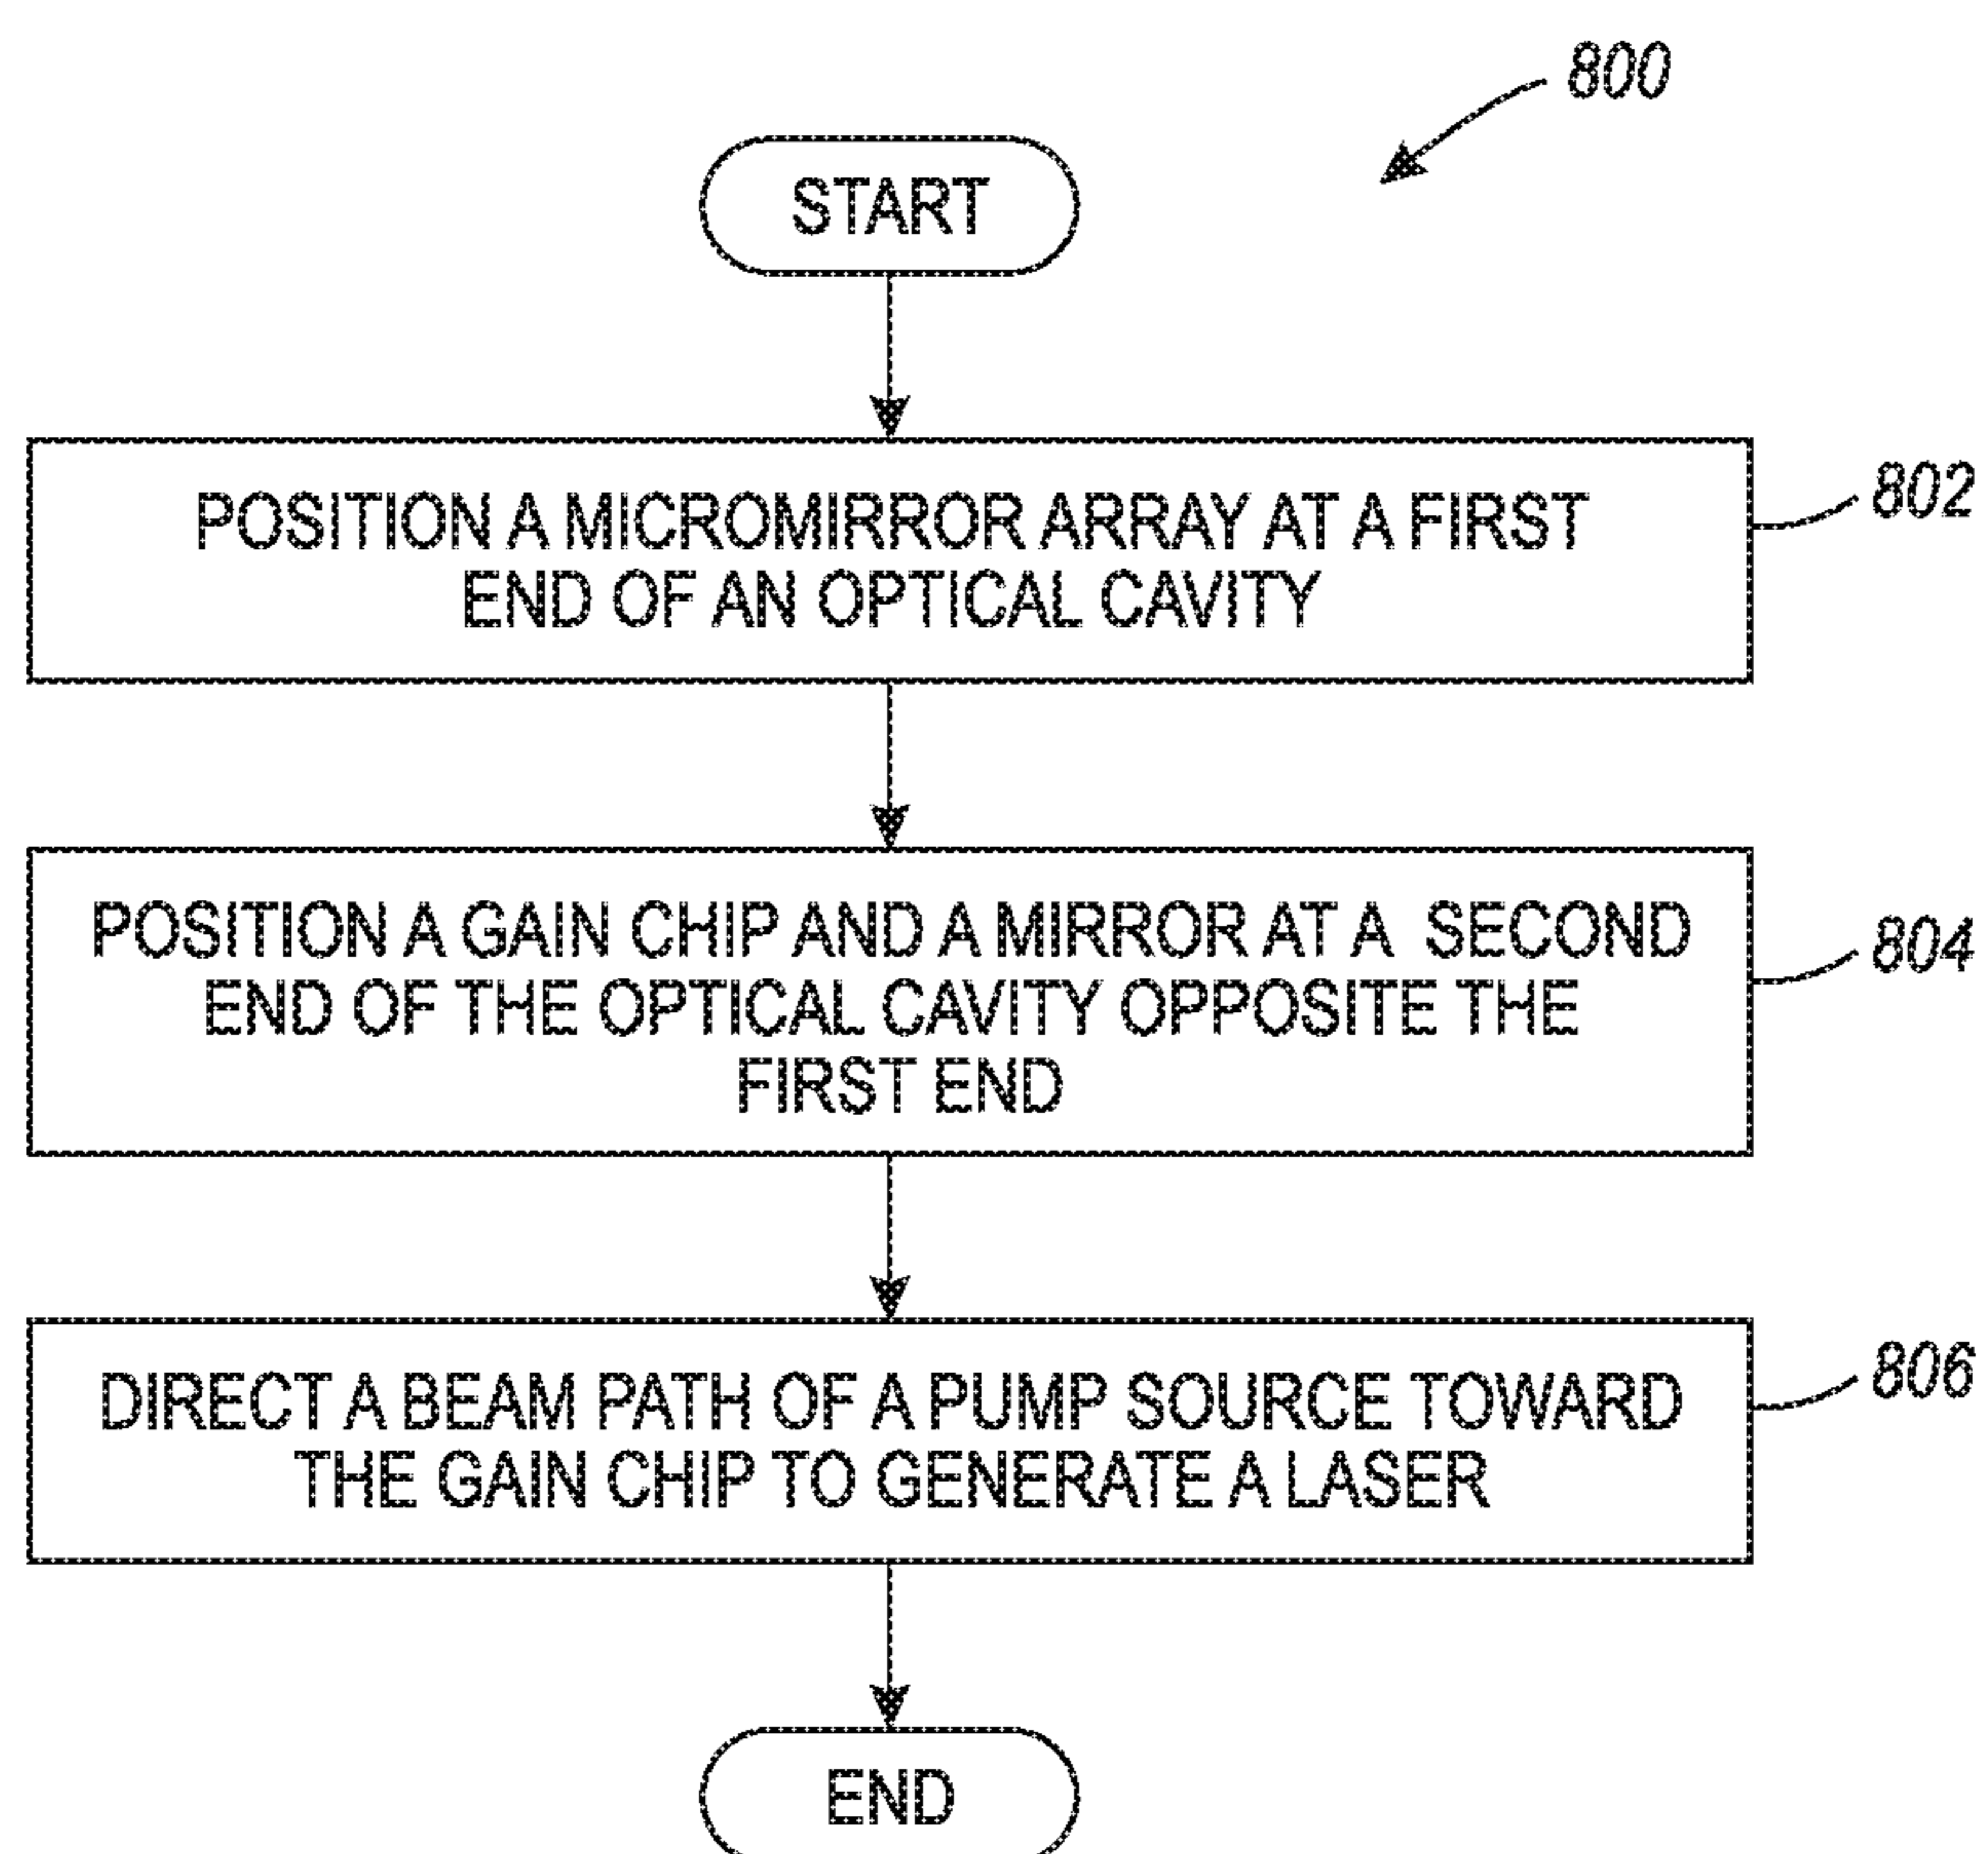 800
START
POSITION A MICROMIRROR ARRAY AT A FIRST
END OF AN OPTICAL CAVITY
802
POSITION A GAIN CHIP AND A MIRROR AT A SECOND
END OF THE OPTICAL CAVITY OPPOSITE THE
FIRST END
804
DIRECT A BEAM PATH OF A PUMP SOURCE TOWARD
THE GAIN CHIP TO GENERATE A LASER
806
END